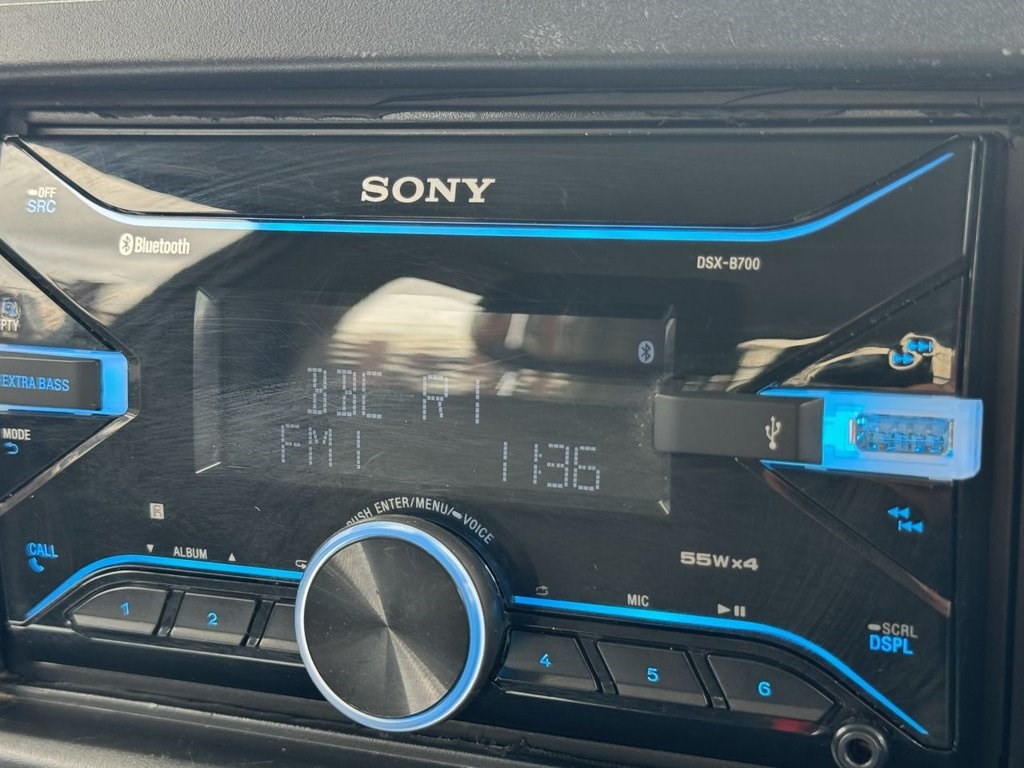 SONY
OFF
SRC
Bluetooth
DSX-B700
PTY
EXTRA BASS
BBC R1
MODE
FM1 11:36
R
PUSH ENTER/MENU/ VOICE
CALL
ALBUM
55W×4
MIC
SCRL
DSPL
1
2
4
5
6